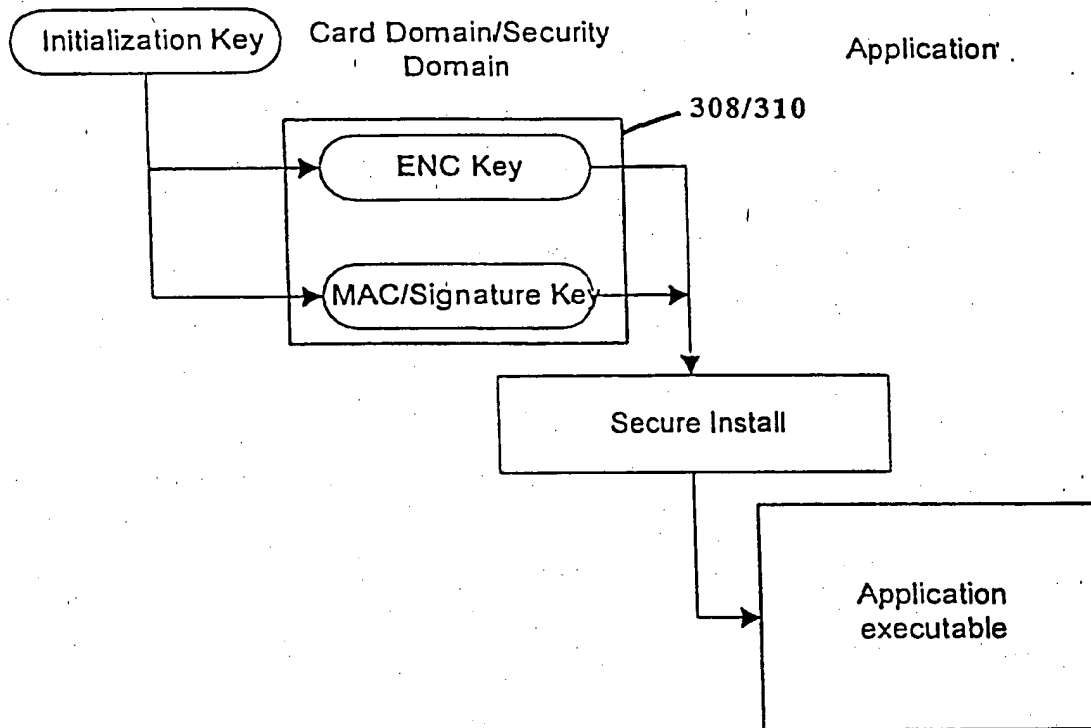 Initialization Key
Card Domain/Security
Domain
Application
308/310
ENC Key
MAC/Signature Key
Secure Install
Application
executable